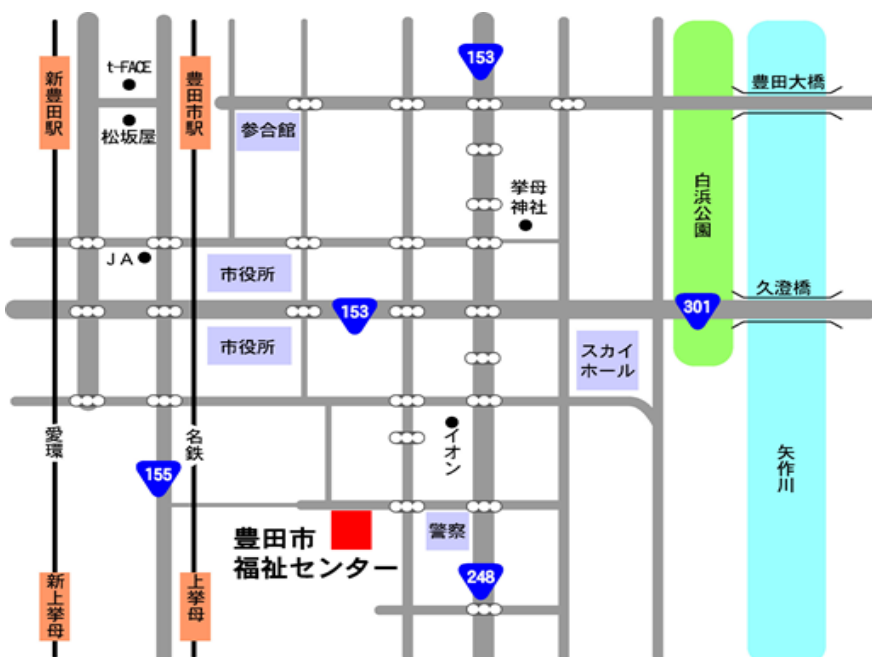 153
t-FACE
新豊田駅
豊田市駅
豊田大橋
松坂屋
参合館
白浜公園
挙母
神社
JA
市役所
久澄橋
153
301
市役所
スカイ
ホール
愛環
名鉄
イオン
矢作川
155
警察
豊田市
福祉センター
248
新上挙母
上挙母